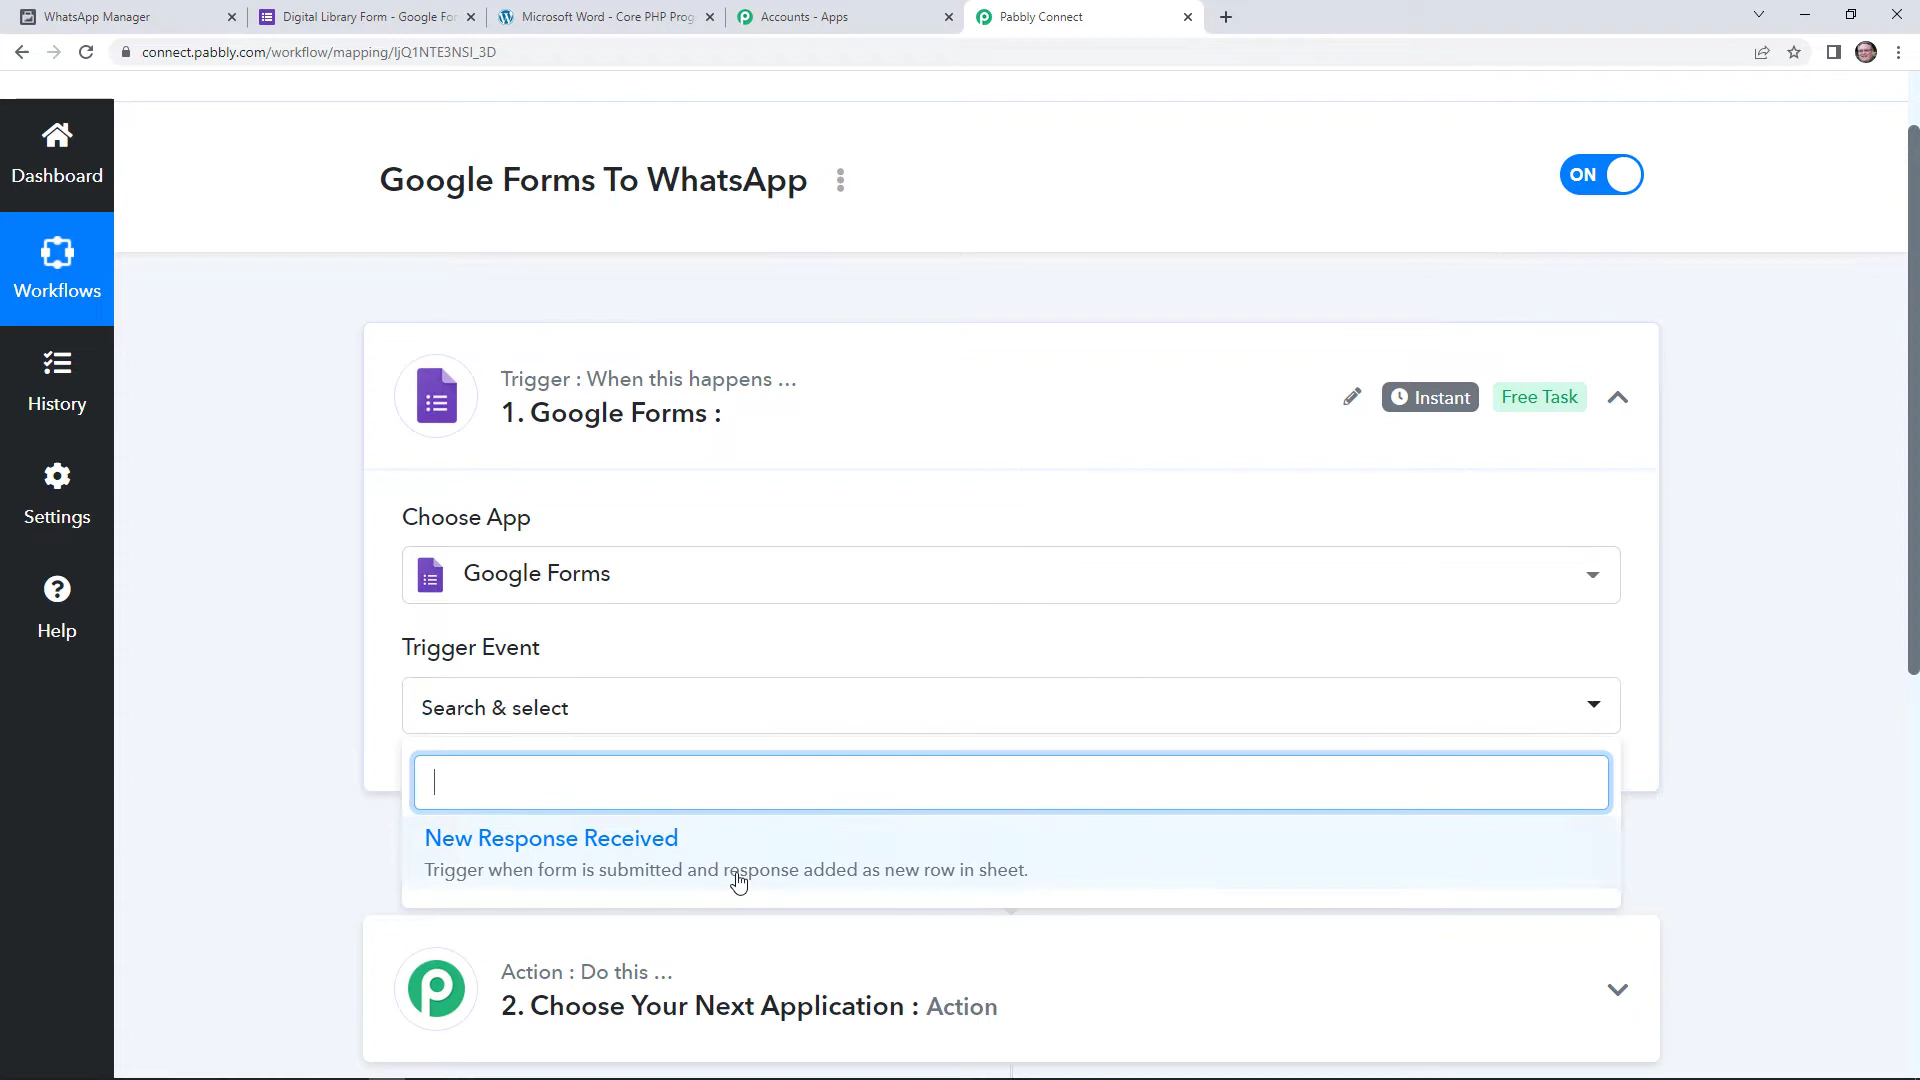 WhatsApp Manager
Digital Library Form - Google For
Microsoft Word - Core PHP Prog
Accounts - Apps
Pabbly Connect
connect.pabbly.com/workflow/mapping/IjQ1NTE3NSI_3D
Dashboard
Workflows
History
Settings
Help
Google Forms To WhatsApp
ON
Trigger : When this happens ...
1. Google Forms :
Instant
Free Task
Choose App
Google Forms
Trigger Event
Search & select
New Response Received
Trigger when form is submitted and response added as new row in sheet.
Action : Do this ...
2. Choose Your Next Application : Action